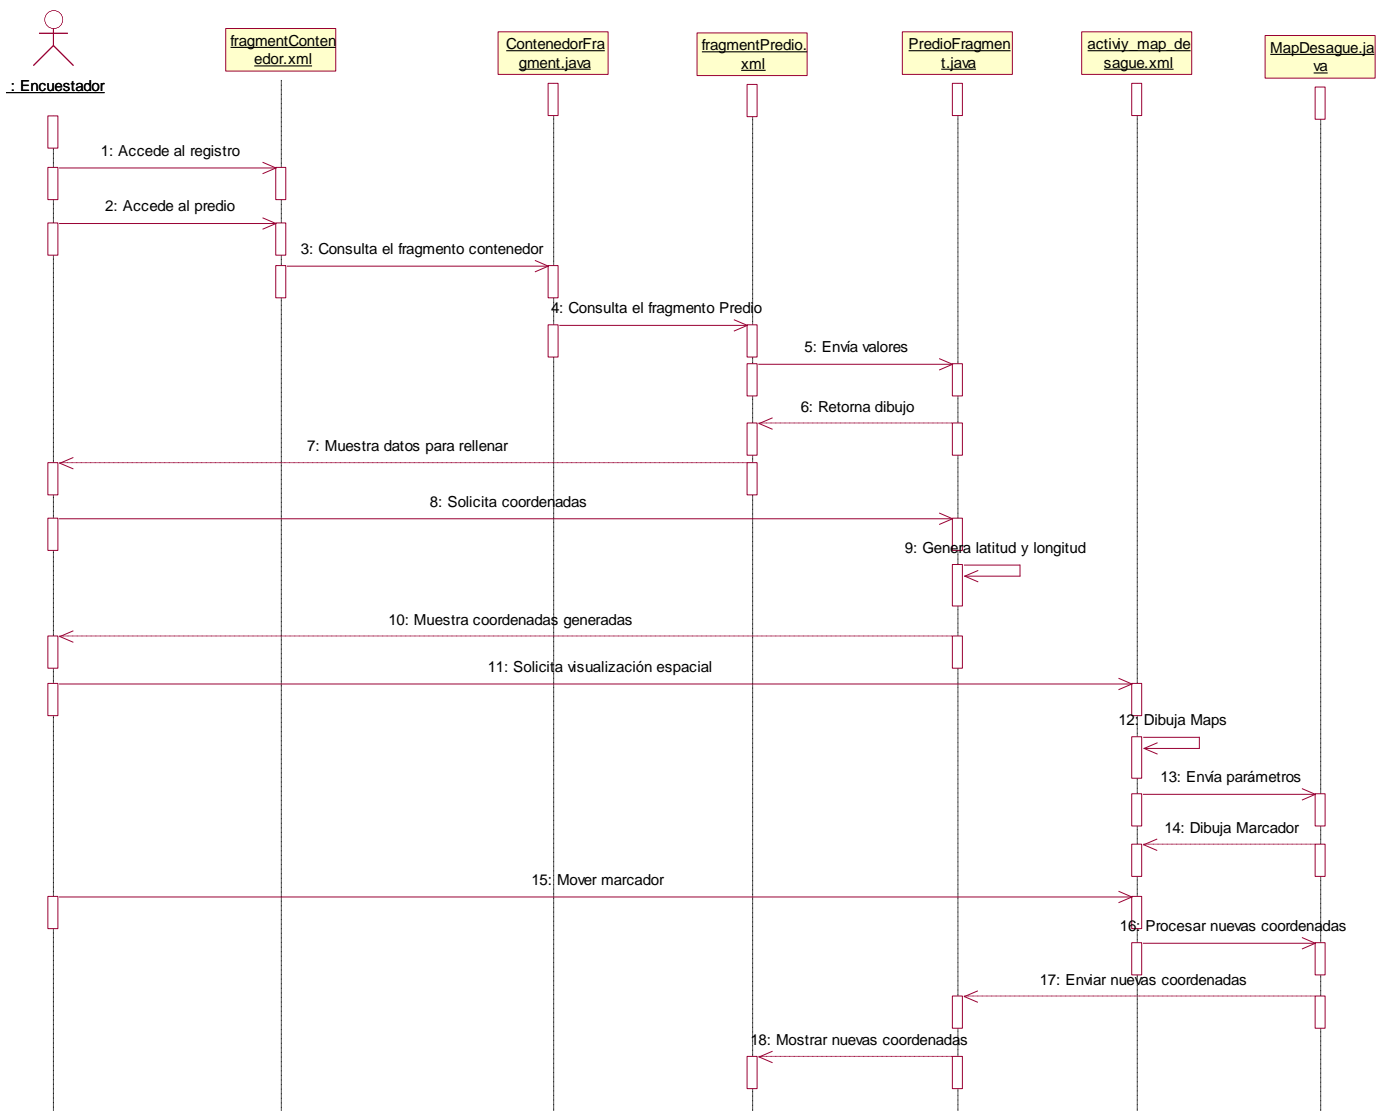 : Encuestador
fragmentConten
edor.xml
ContenedorFra
gment.java
fragmentPredio.
xml
PredioFragmen
t.java
activiy_map_de
sague.xml
MapDesague.ja
va
1: Accede al registro
2: Accede al predio
3: Consulta el fragmento contenedor
4: Consulta el fragmento Predio
5: Envía valores
6: Retorna dibujo
7: Muestra datos para rellenar
8: Solicita coordenadas
9: Genera latitud y longitud
10: Muestra coordenadas generadas
11: Solicita visualización espacial
12: Dibuja Maps
13: Envía parámetros
14: Dibuja Marcador
15: Mover marcador
16: Procesar nuevas coordenadas
17: Enviar nuevas coordenadas
18: Mostrar nuevas coordenadas